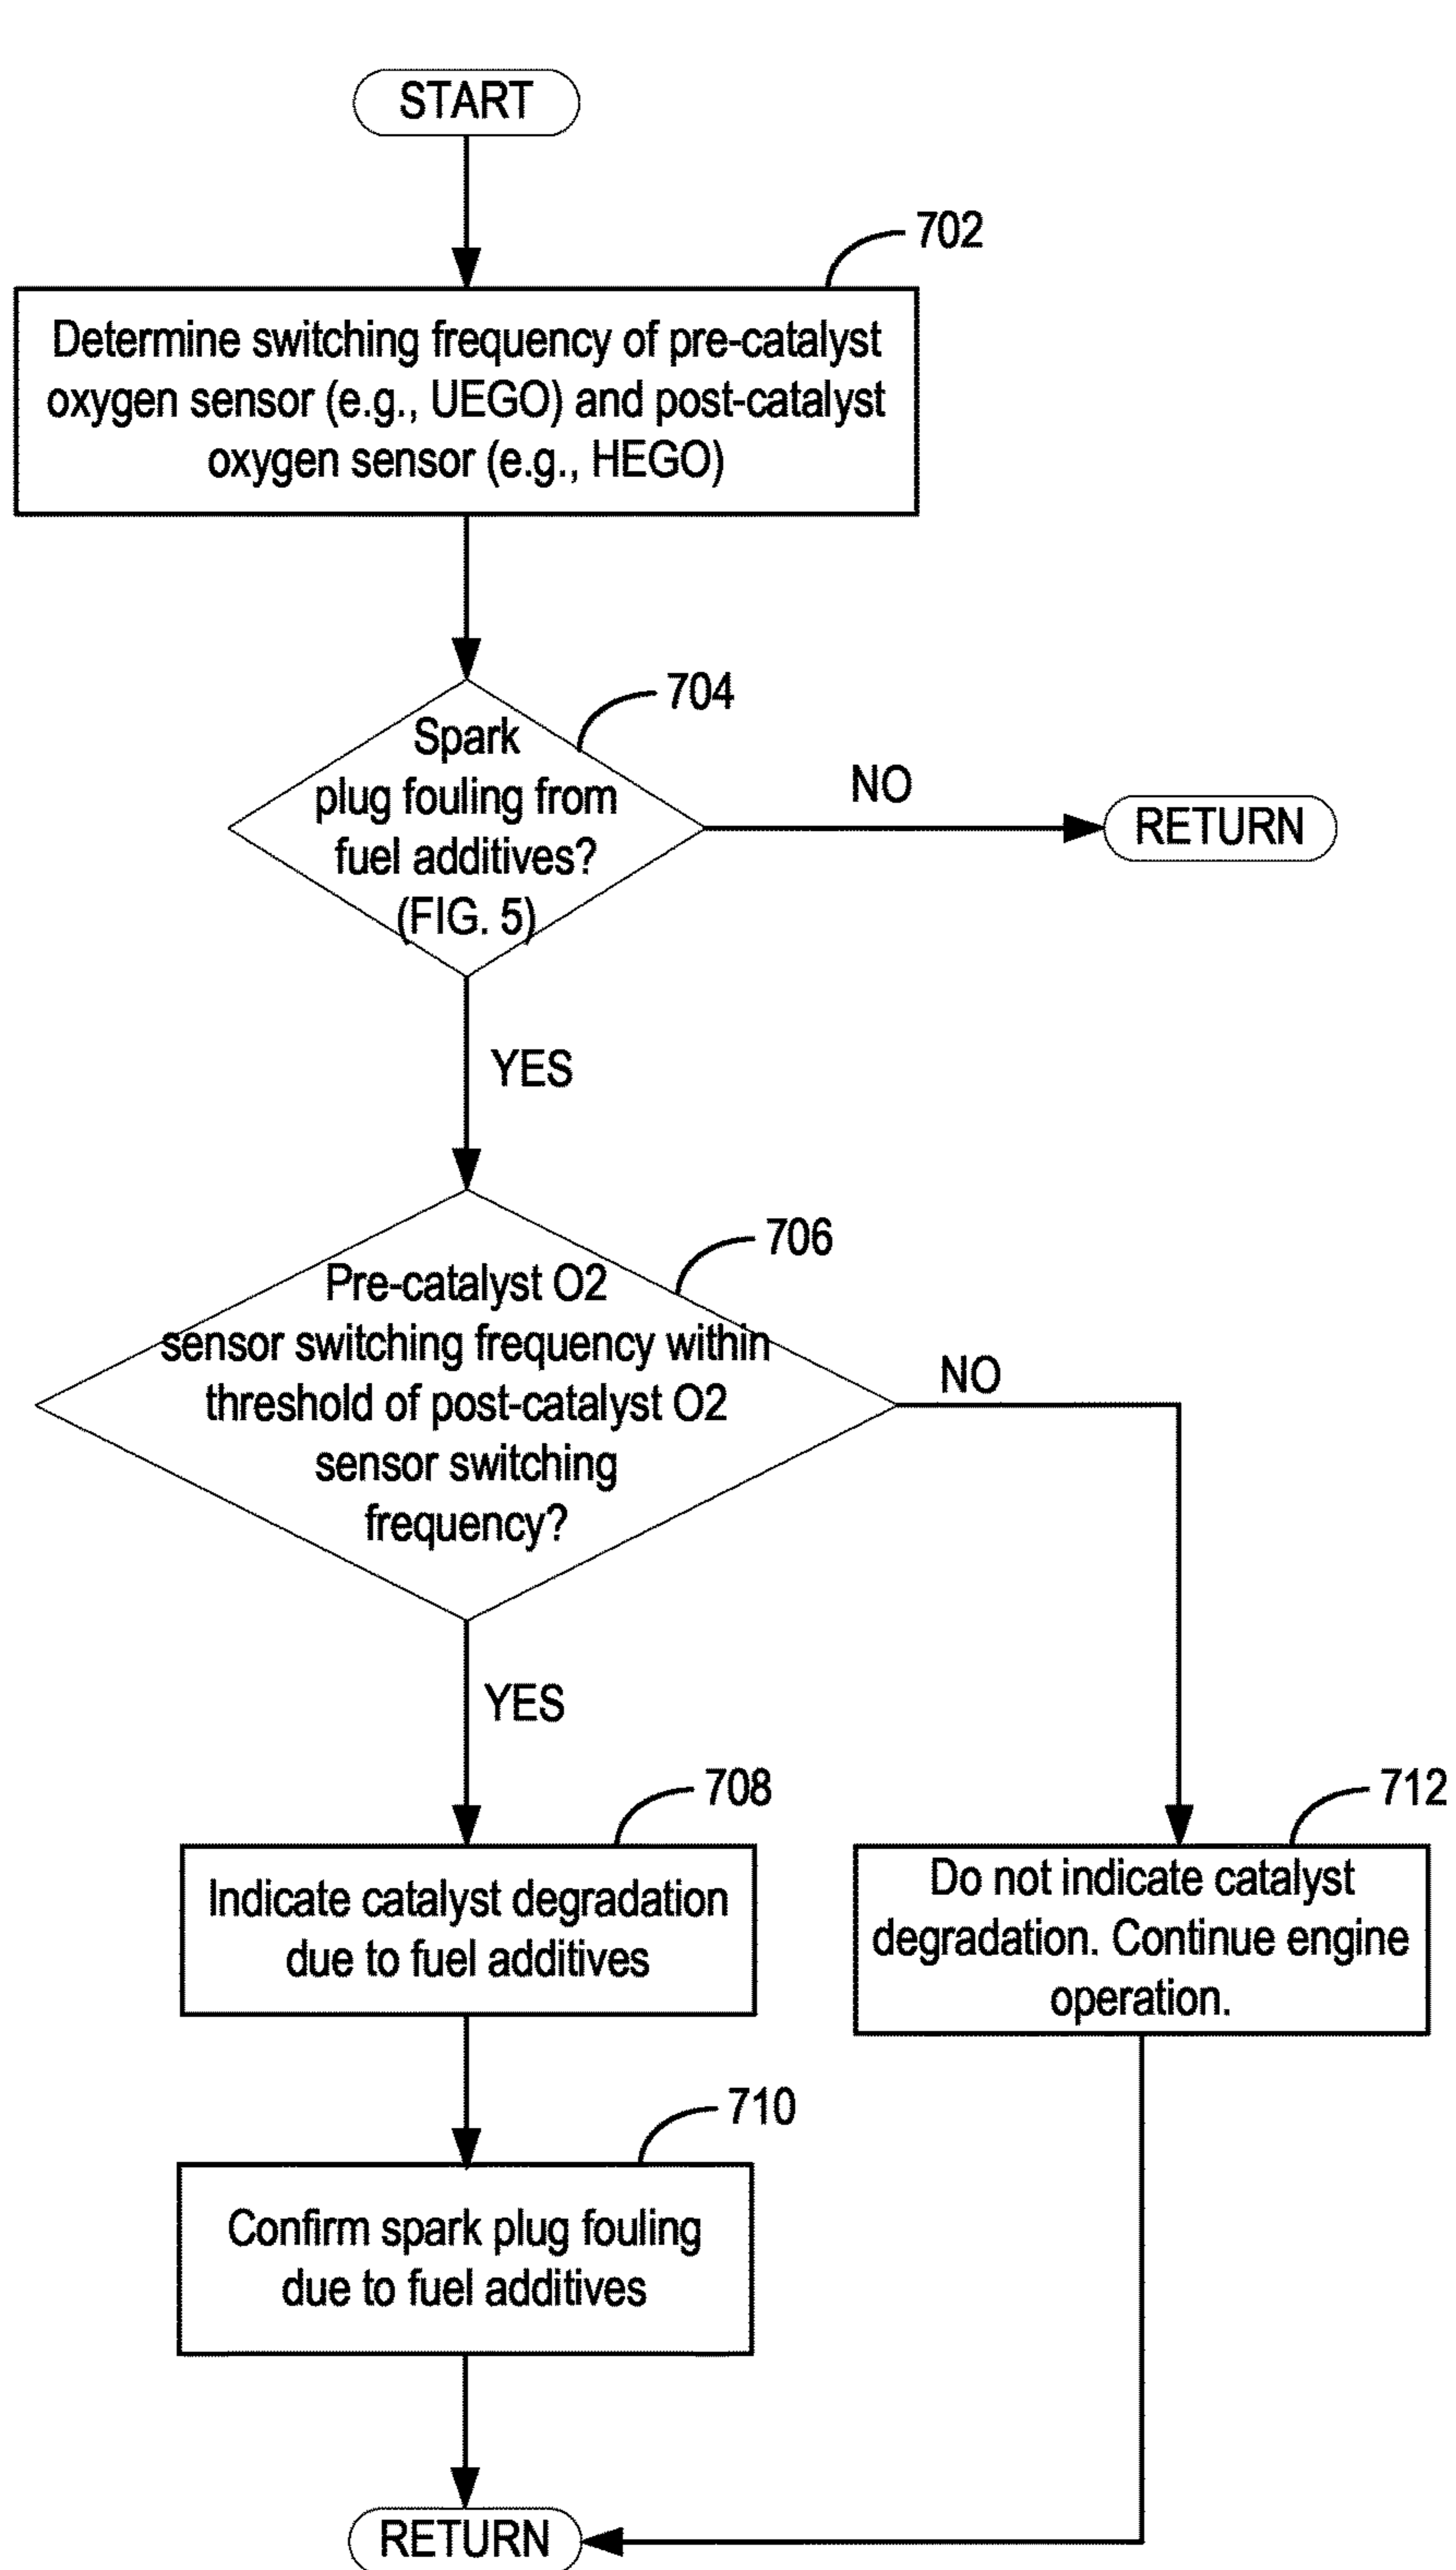 START
702
Determine switching frequency of pre-catalyst
oxygen sensor (e.g., UEGO) and post-catalyst
oxygen sensor (e.g., HEGO)
704
Spark
plug fouling from
fuel additives?
(FIG. 5)
NO
RETURN
YES
706
Pre-catalyst O2
sensor switching frequency within
threshold of post-catalyst O2
sensor switching
frequency?
NO
YES
708
Indicate catalyst degradation
due to fuel additives
712
Do not indicate catalyst
degradation. Continue engine
operation.
710
Confirm spark plug fouling
due to fuel additives
RETURN